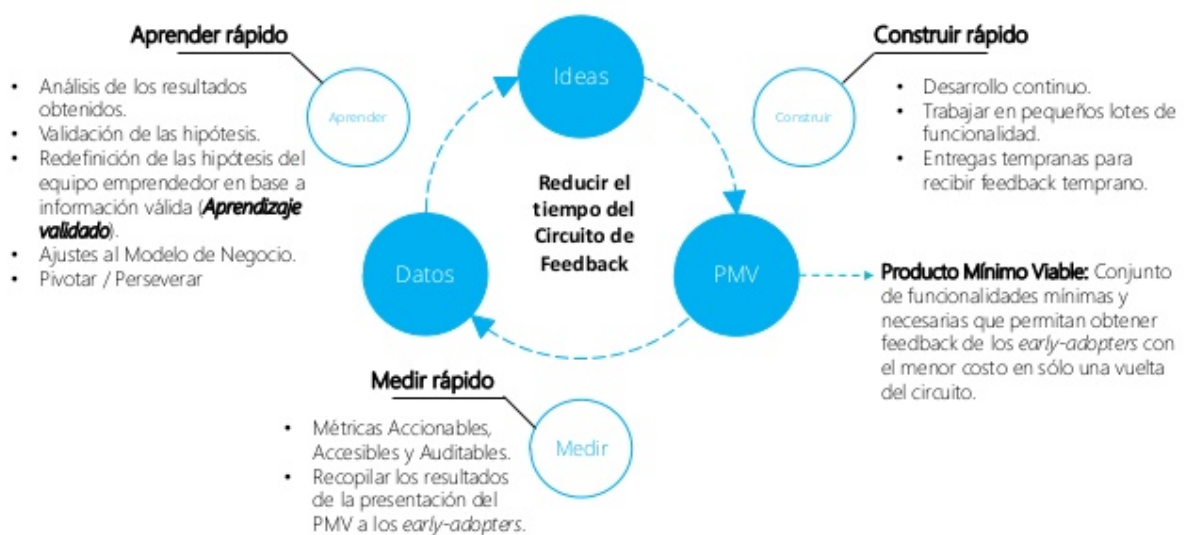 Aprender rápido
• Análisis de los resultados
obtenidos.
• Validación de las hipótesis.
• Redefinición de las hipótesis del
equipo emprendedor en base a
información válida (Aprendizaje
validado).
• Ajustes al Modelo de Negocio.
• Pivotar / Perseverar
Aprender
Ideas
Construir
Construir rápido
• Desarrollo continuo.
• Trabajar en pequeños lotes de
funcionalidad.
• Entregas tempranas para
recibir feedback temprano.
Reducir el
tiempo del
Circuito de
Feedback
Datos
PMV
Producto Mínimo Viable: Conjunto
de funcionalidades mínimas y
necesarias que permitan obtener
feedback de los early-adopters con
el menor costo en sólo una vuelta
del circuito.
Medir rápido
• Métricas Accionables,
Accesibles y Auditables.
• Recopilar los resultados
de la presentación del
PMV a los early-adopters.
Medir